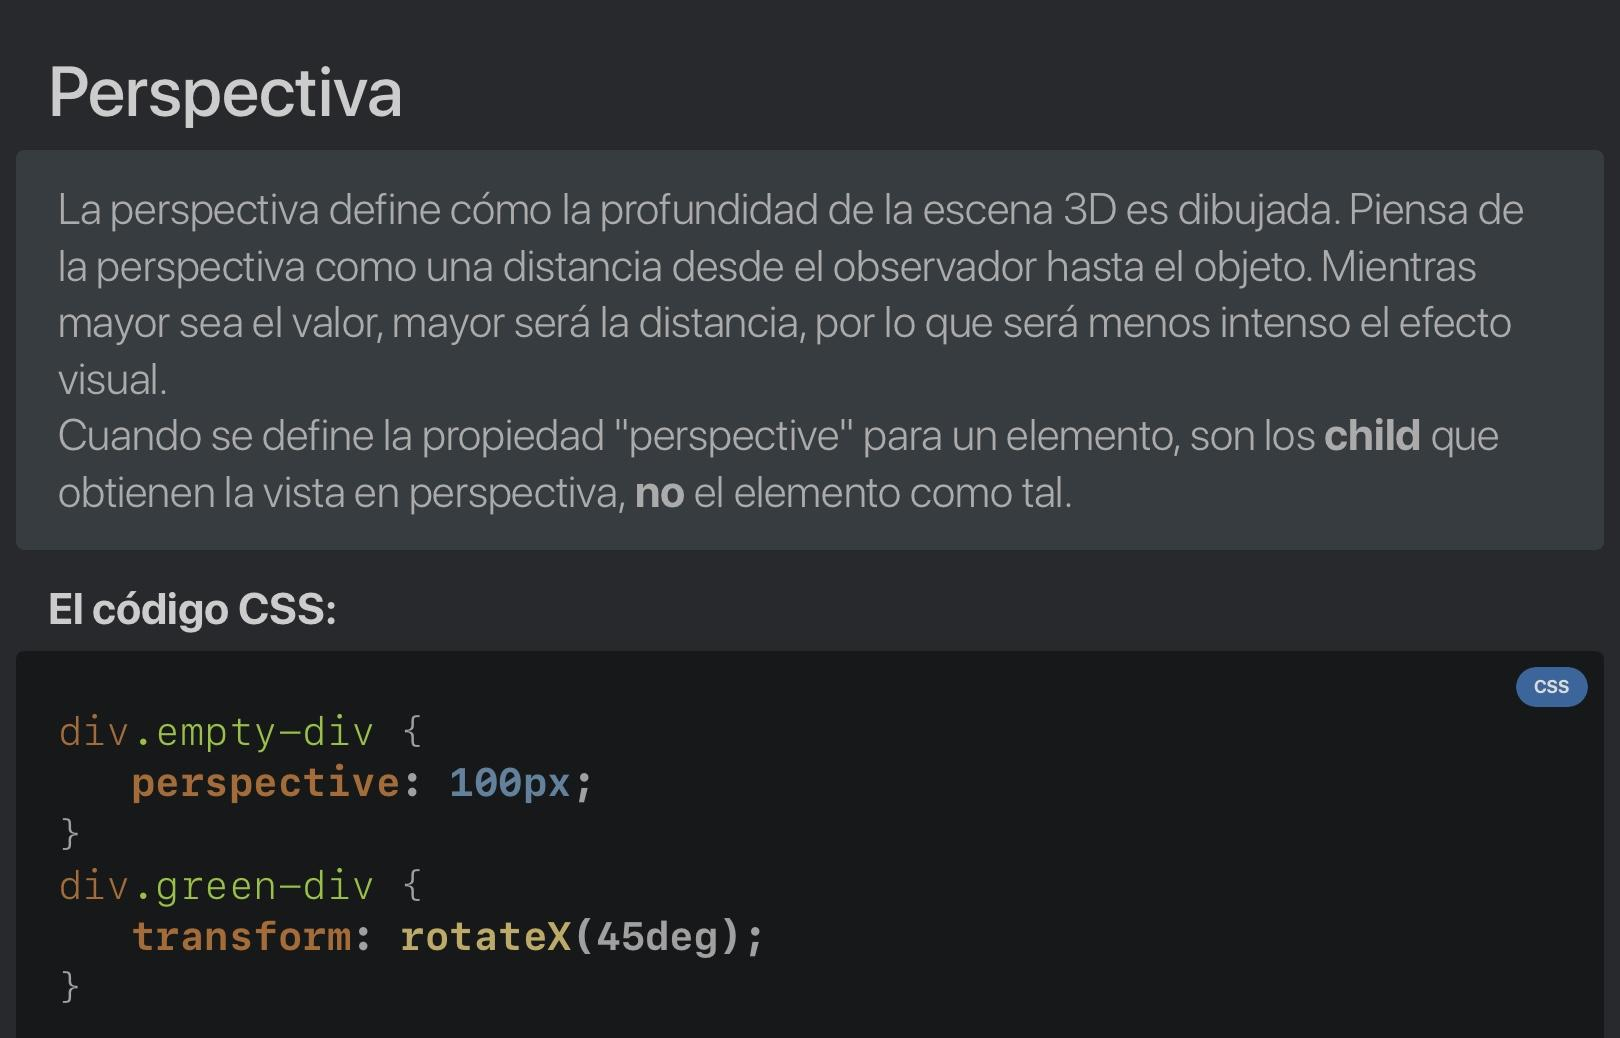 Perspectiva
La perspectiva define cómo la profundidad de la escena 3D es dibujada. Piensa de
la perspectiva como una distancia desde el observador hasta el objeto. Mientras
mayor sea el valor, mayor será la distancia, por lo que será menos intenso el efecto
visual.
Cuando se define la propiedad "perspective" para un elemento, son los child que
obtienen la vista en perspectiva, no el elemento como tal.
El código CSS:
CSS
div.empty-div {
perspective: 100px;
}
div.green-div {
transform: rotateX(45deg);
}